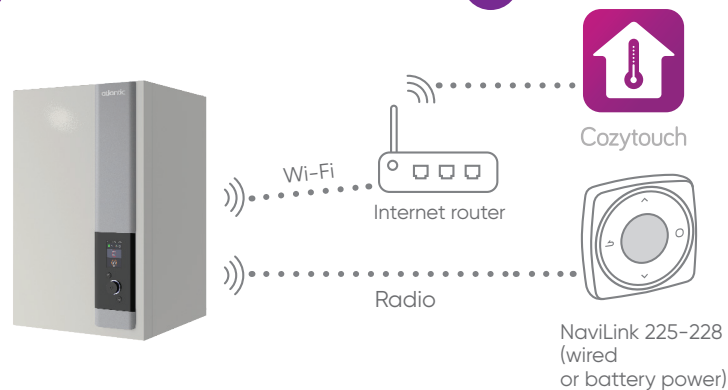 atlantic
Cozytouch
Wi-Fi
Internet router
Radio
NaviLink 225-228
(wired
or battery power)